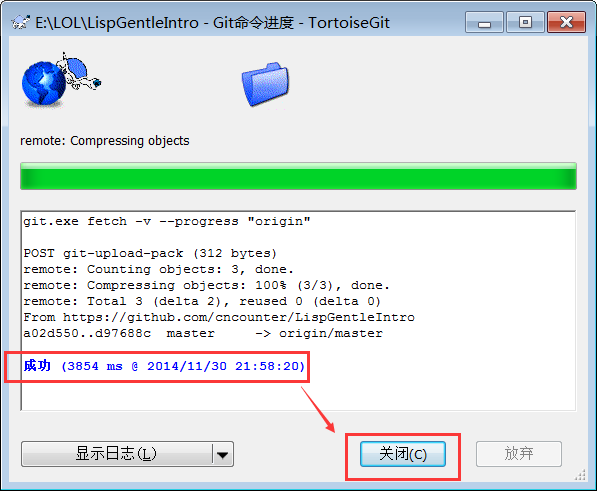 E:\LOL\LispGentleIntro - Git命令进度 - TortoiseGit
remote: Compressing objects
git.exe fetch -v --progress "origin"
POST git-upload-pack (312 bytes)
remote: Counting objects: 3, done.
remote: Compressing objects: 100% (3/3), done.
remote: Total 3 (delta 2), reused 0 (delta 0)
From https://github.com/cncounter/LispGentleIntro
a02d550..d97688c  master     -> origin/master
成功 (3854 ms @ 2014/11/30 21:58:20)
显示日志(L)
关闭(C)
放弃